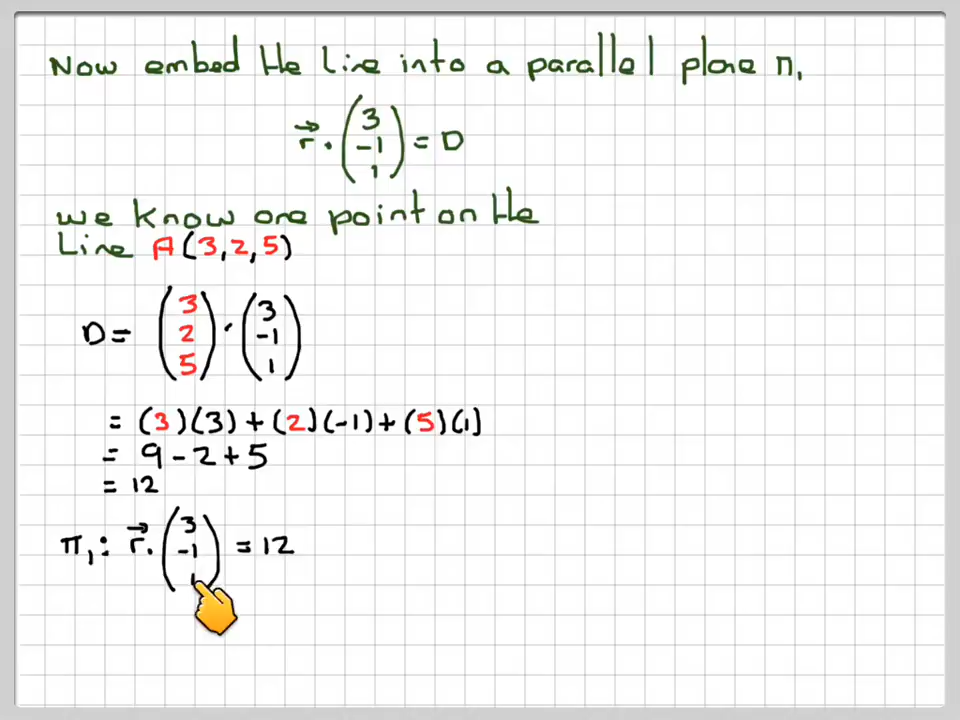 Now embed the line into a parallel plane π₁
r⃗ · (3 -1 1) = D
we know one point on the
Line A(3,2,5)
D = (3 2 5) · (3 -1 1)
= (3)(3) + (2)(-1) + (5)(1)
= 9 - 2 + 5
= 12
π₁: r⃗. (3 -1 1) = 12